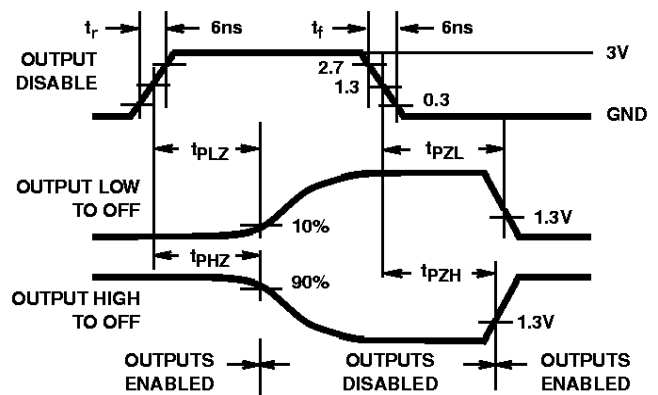 tr 6ns tf 6ns
OUTPUT
DISABLE
3V
2.7
1.3
0.3
GND
tPLZ tPZL
OUTPUT LOW
TO OFF
10%
1.3V
tPHZ tPZH
90%
OUTPUT HIGH
TO OFF
1.3V
OUTPUTS
ENABLED
OUTPUTS
DISABLED
OUTPUTS
ENABLED